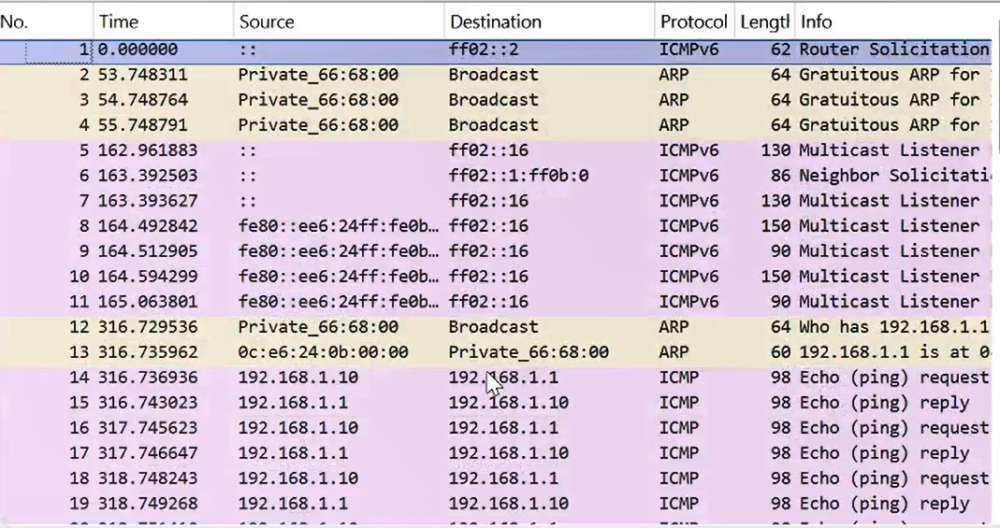 No. Time Source Destination Protocol Lengtl Info
1 0.000000 :: ff02::2 ICMPv6 62 Router Solicitation
2 53.748311 Private_66:68:00 Broadcast ARP 64 Gratuitous ARP for
3 54.748764 Private_66:68:00 Broadcast ARP 64 Gratuitous ARP for
4 55.748791 Private_66:68:00 Broadcast ARP 64 Gratuitous ARP for
5 162.961883 :: ff02::16 ICMPv6 130 Multicast Listener
6 163.392503 :: ff02::1:ff0b:0 ICMPv6 86 Neighbor Solicitati
7 163.393627 :: ff02::16 ICMPv6 130 Multicast Listener
8 164.492842 fe80::ee6:24ff:fe0b… ff02::16 ICMPv6 150 Multicast Listener
9 164.512905 fe80::ee6:24ff:fe0b… ff02::16 ICMPv6 90 Multicast Listener
10 164.594299 fe80::ee6:24ff:fe0b… ff02::16 ICMPv6 150 Multicast Listener
11 165.063801 fe80::ee6:24ff:fe0b… ff02::16 ICMPv6 90 Multicast Listener
12 316.729536 Private_66:68:00 Broadcast ARP 64 Who has 192.168.1.1
13 316.735962 0c:e6:24:0b:00:00 Private_66:68:00 ARP 60 192.168.1.1 is at 0
14 316.736936 192.168.1.10 192.168.1.1 ICMP 98 Echo (ping) request
15 316.743023 192.168.1.1 192.168.1.10 ICMP 98 Echo (ping) reply
16 317.745623 192.168.1.10 192.168.1.1 ICMP 98 Echo (ping) request
17 317.746647 192.168.1.1 192.168.1.10 ICMP 98 Echo (ping) reply
18 318.748243 192.168.1.10 192.168.1.1 ICMP 98 Echo (ping) request
19 318.749268 192.168.1.1 192.168.1.10 ICMP 98 Echo (ping) reply